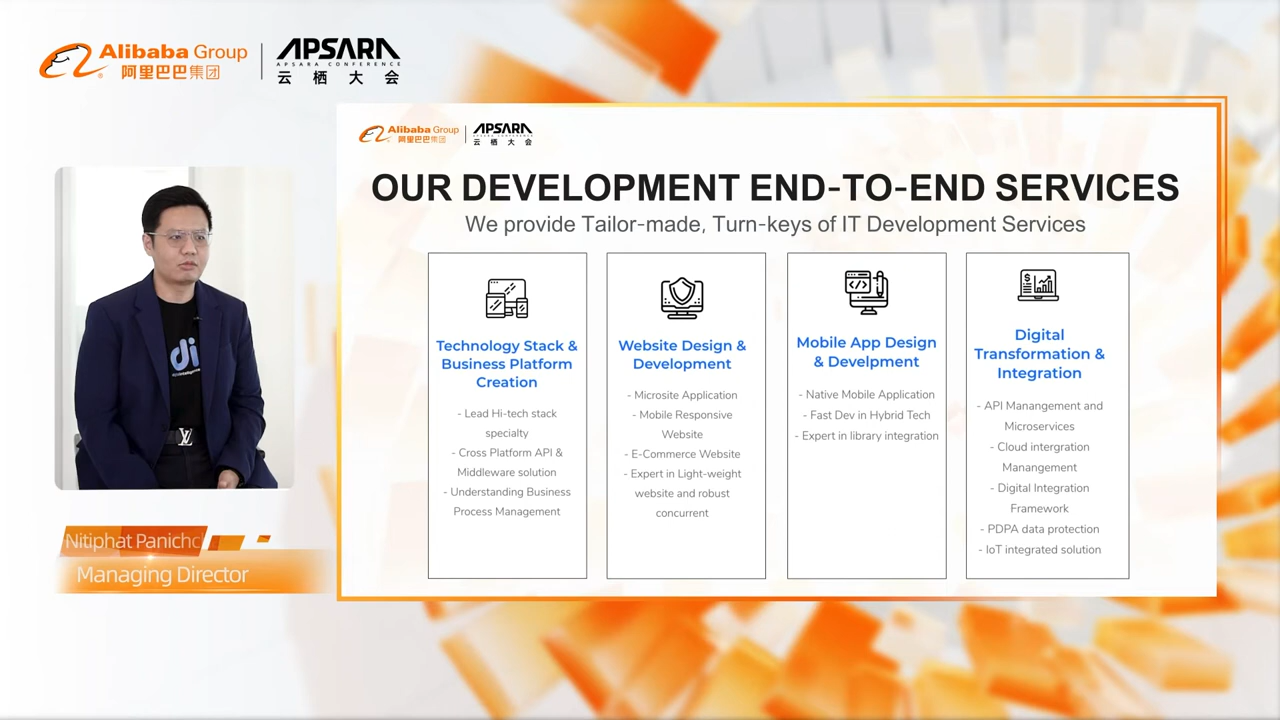 Alibaba Group
阿里巴巴集团
APSARA
APSARA CONFERENCE
云栖大会
Alibaba Group
阿里巴巴集团
APSARA
云栖大会
OUR DEVELOPMENT END-TO-END SERVICES
We provide Tailor-made, Turn-keys of IT Development Services
Technology Stack &
Business Platform
Creation
- Lead Hi-tech stack
specialty
- Cross Platform API &
Middleware solution
- Understanding Business
Process Management
Website Design &
Development
- Microsite Application
- Mobile Responsive
Website
- E-Commerce Website
- Expert in Light-weight
website and robust
concurrent
Mobile App Design
& Develpment
- Native Mobile Application
- Fast Dev in Hybrid Tech
- Expert in library integration
Digital
Transformation &
Integration
- API Manangement and
Microservices
- Cloud intergration
Manangement
- Digital Integration
Framework
- PDPA data protection
- IoT integrated solution
di
LV
Nitiphat Panichc
Managing Director